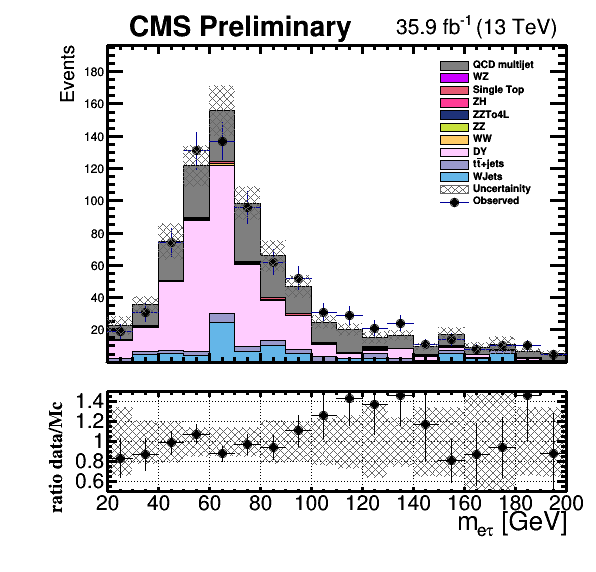 CMS Preliminary
35.9 fb⁻¹ (13 TeV)
Events
180
160
140
120
100
80
60
40
20
QCD multijet
WZ
Single Top
ZH
ZZTo4L
ZZ
WW
DY
tt̄+jets
WJets
Uncertainity
Observed
ratio data/Mc
1.4
1.2
1
0.8
0.6
20 40 60 80 100 120 140 160 180 200
m_eτ [GeV]